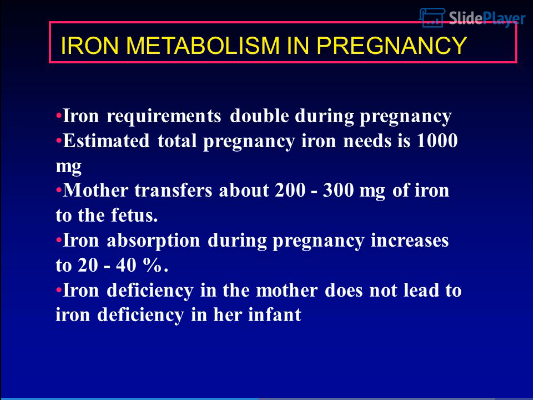 SlidePlayer
IRON METABOLISM IN PREGNANCY
•Iron requirements double during pregnancy
•Estimated total pregnancy iron needs is 1000
mg
•Mother transfers about 200 - 300 mg of iron
to the fetus.
•Iron absorption during pregnancy increases
to 20 - 40 %.
•Iron deficiency in the mother does not lead to
iron deficiency in her infant